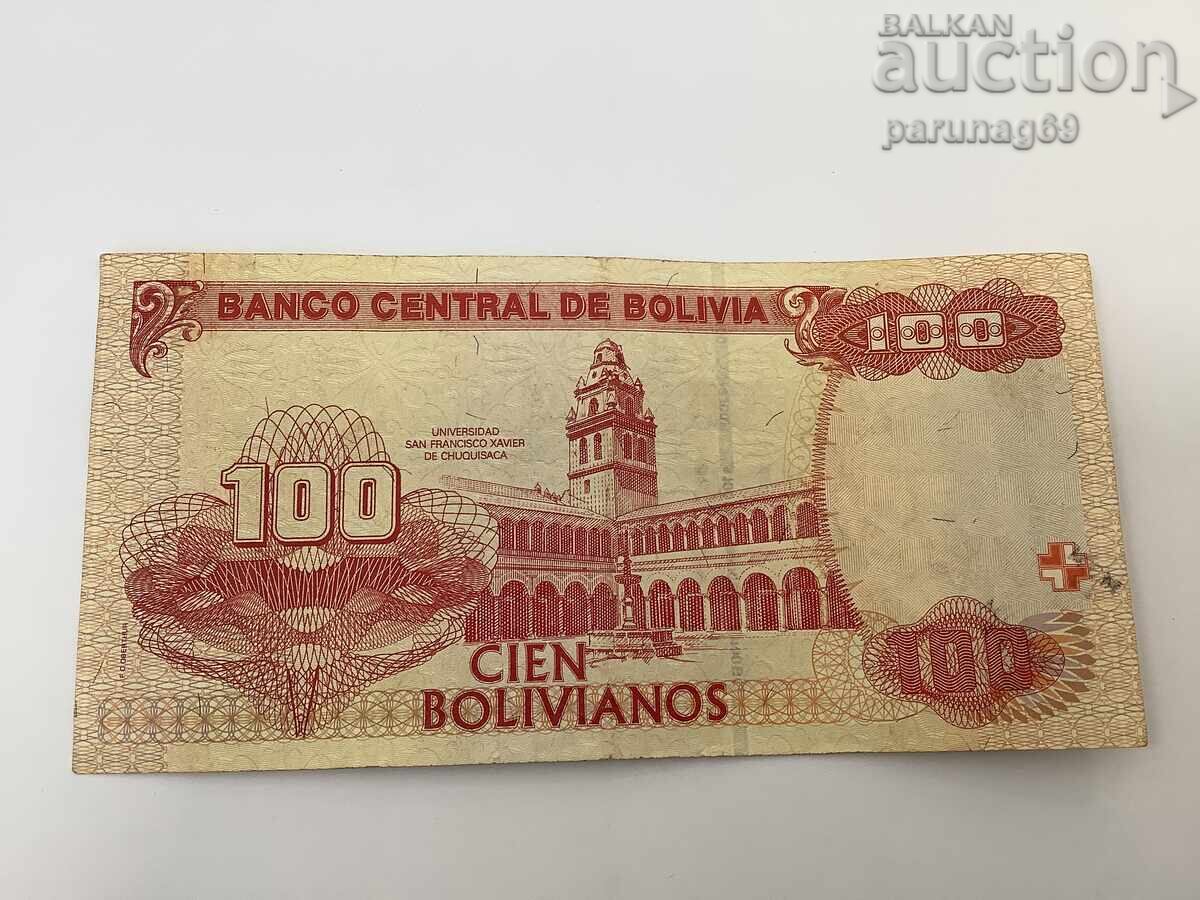 BALKAN
auction
parunag69
BANCO CENTRAL DE BOLIVIA
100
UNIVERSIDAD
SAN FRANCISCO XAVIER
DE CHUQUISACA
100
CIEN
BOLIVIANOS
100